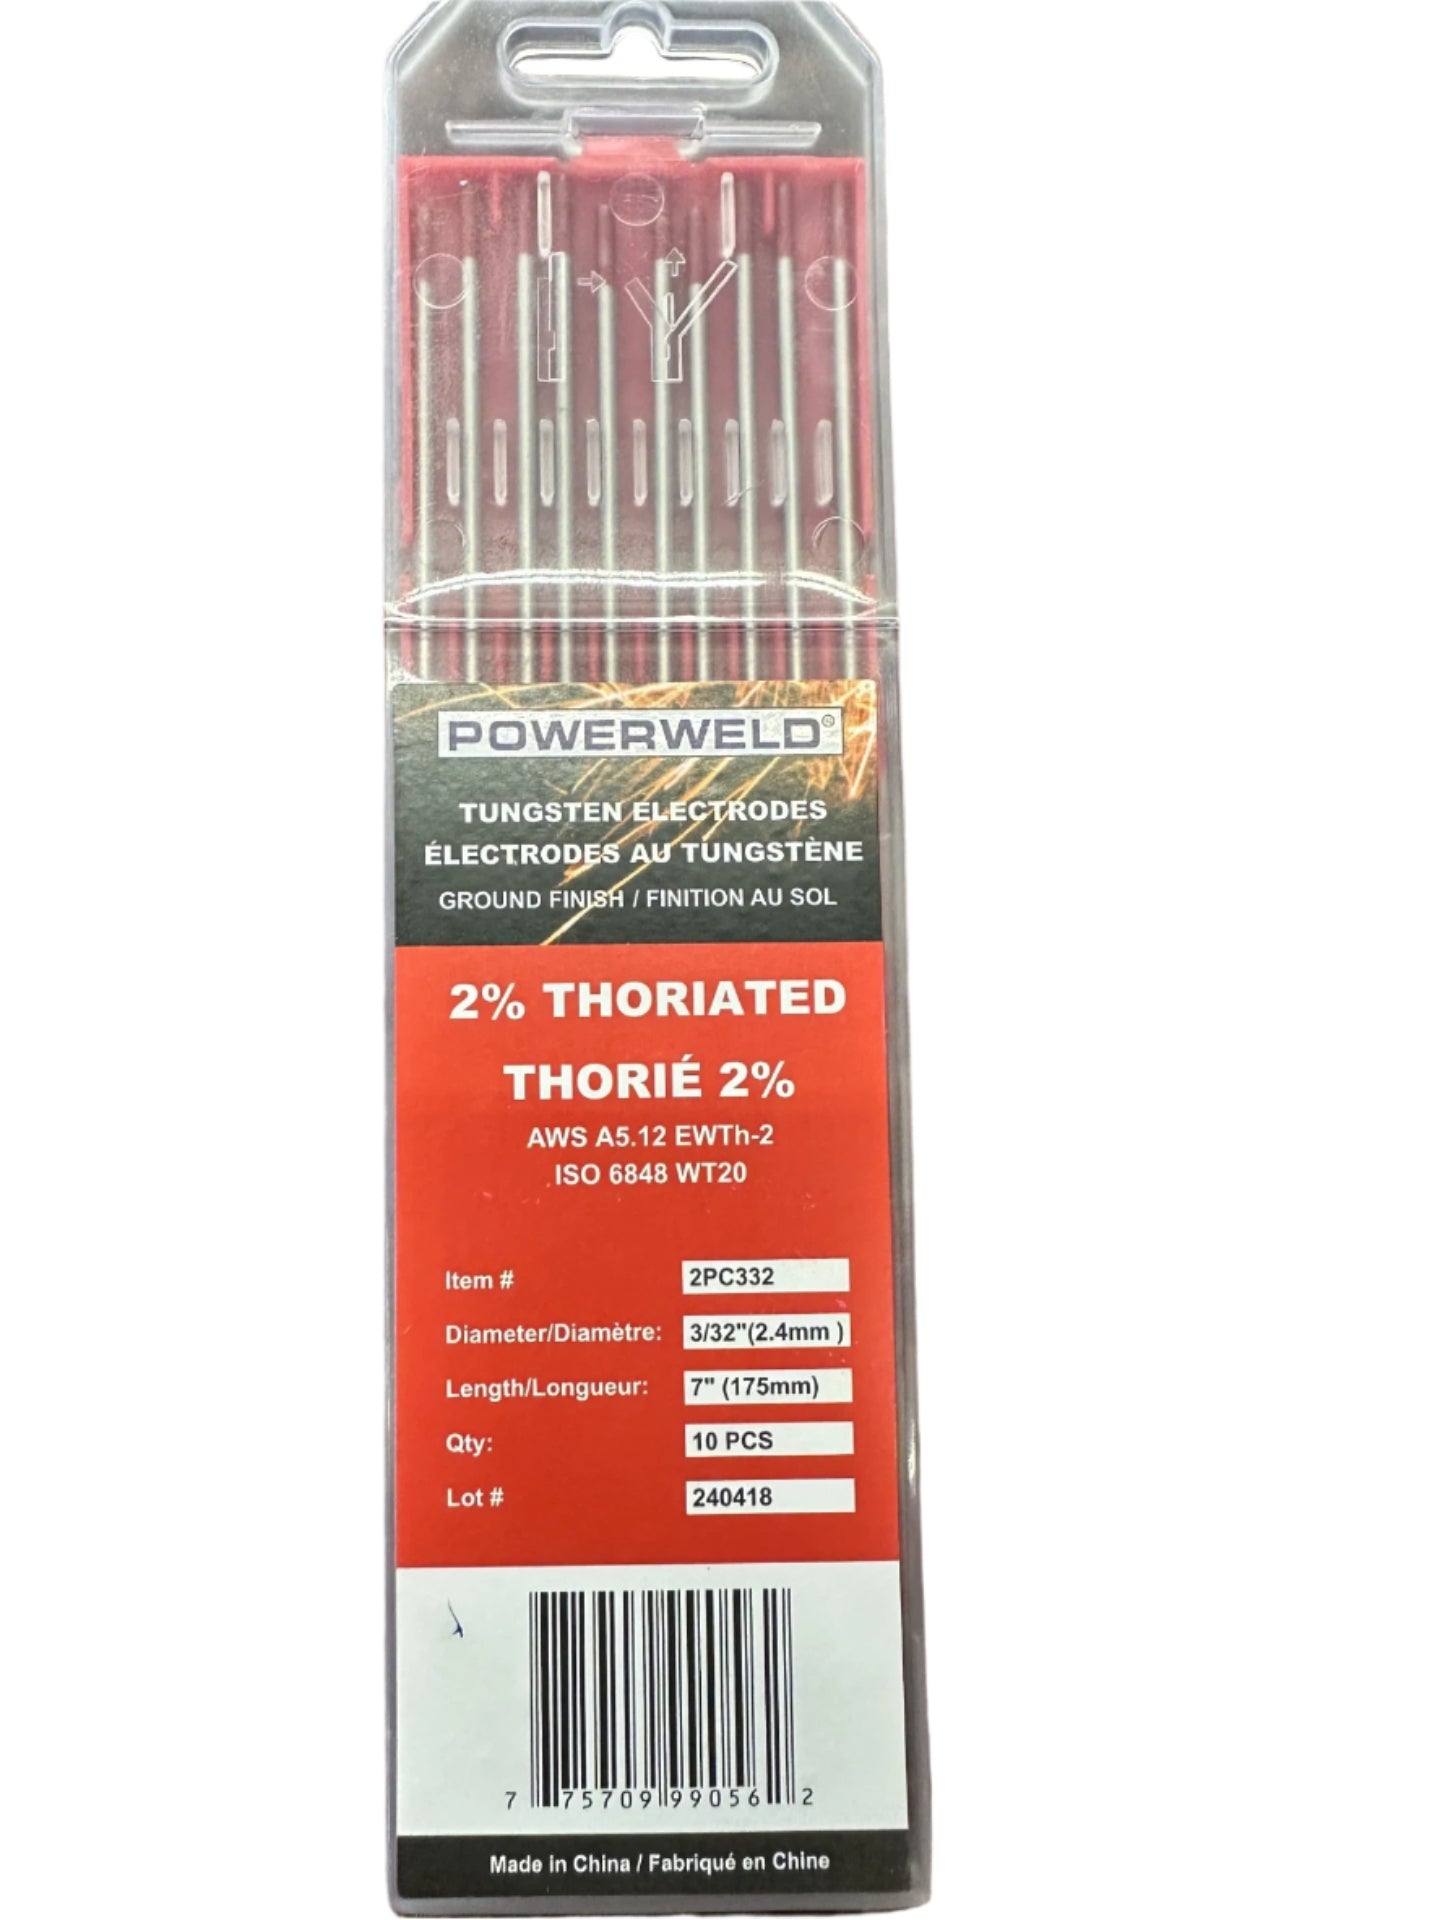 POWERWELD®
TUNGSTEN ELECTRODES
ÉLECTRODES AU TUNGSTÈNE
GROUND FINISH / FINITION AU SOL
2% THORIATED
THORIÉ 2%
AWS A5.12 EWTh-2
ISO 6848 WT20
Item # 2PC332
Diameter/Diamètre: 3/32"(2.4mm )
Length/Longueur: 7" (175mm)
Qty: 10 PCS
Lot # 240418
7 75709 99056 2
Made in China / Fabriqué en Chine